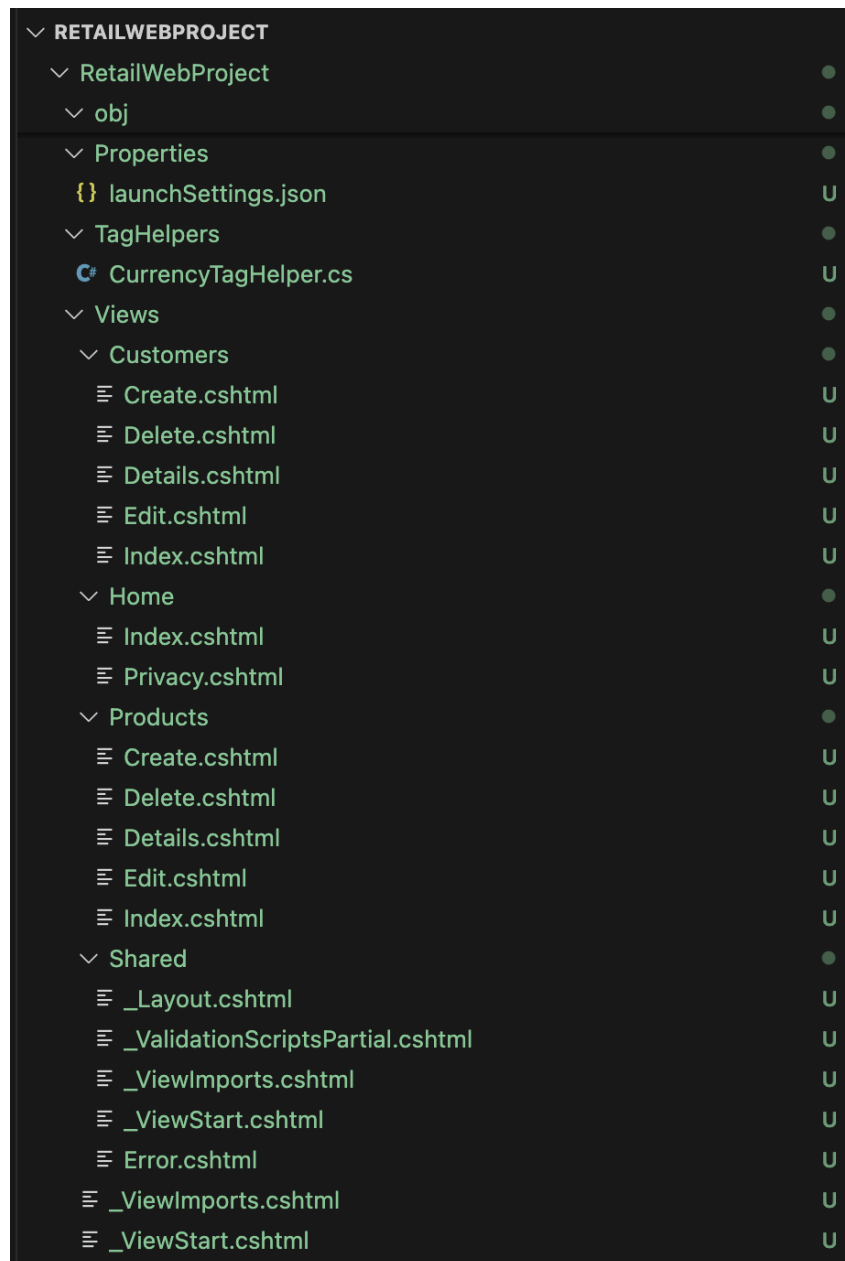 RETAILWEBPROJECT
RetailWebProject
obj
Properties
{} launchSettings.json U
TagHelpers
C# CurrencyTagHelper.cs U
Views
Customers
Create.cshtml U
Delete.cshtml U
Details.cshtml U
Edit.cshtml U
Index.cshtml U
Home
Index.cshtml U
Privacy.cshtml U
Products
Create.cshtml U
Delete.cshtml U
Details.cshtml U
Edit.cshtml U
Index.cshtml U
Shared
_Layout.cshtml U
_ValidationScriptsPartial.cshtml U
_ViewImports.cshtml U
_ViewStart.cshtml U
Error.cshtml U
_ViewImports.cshtml U
_ViewStart.cshtml U